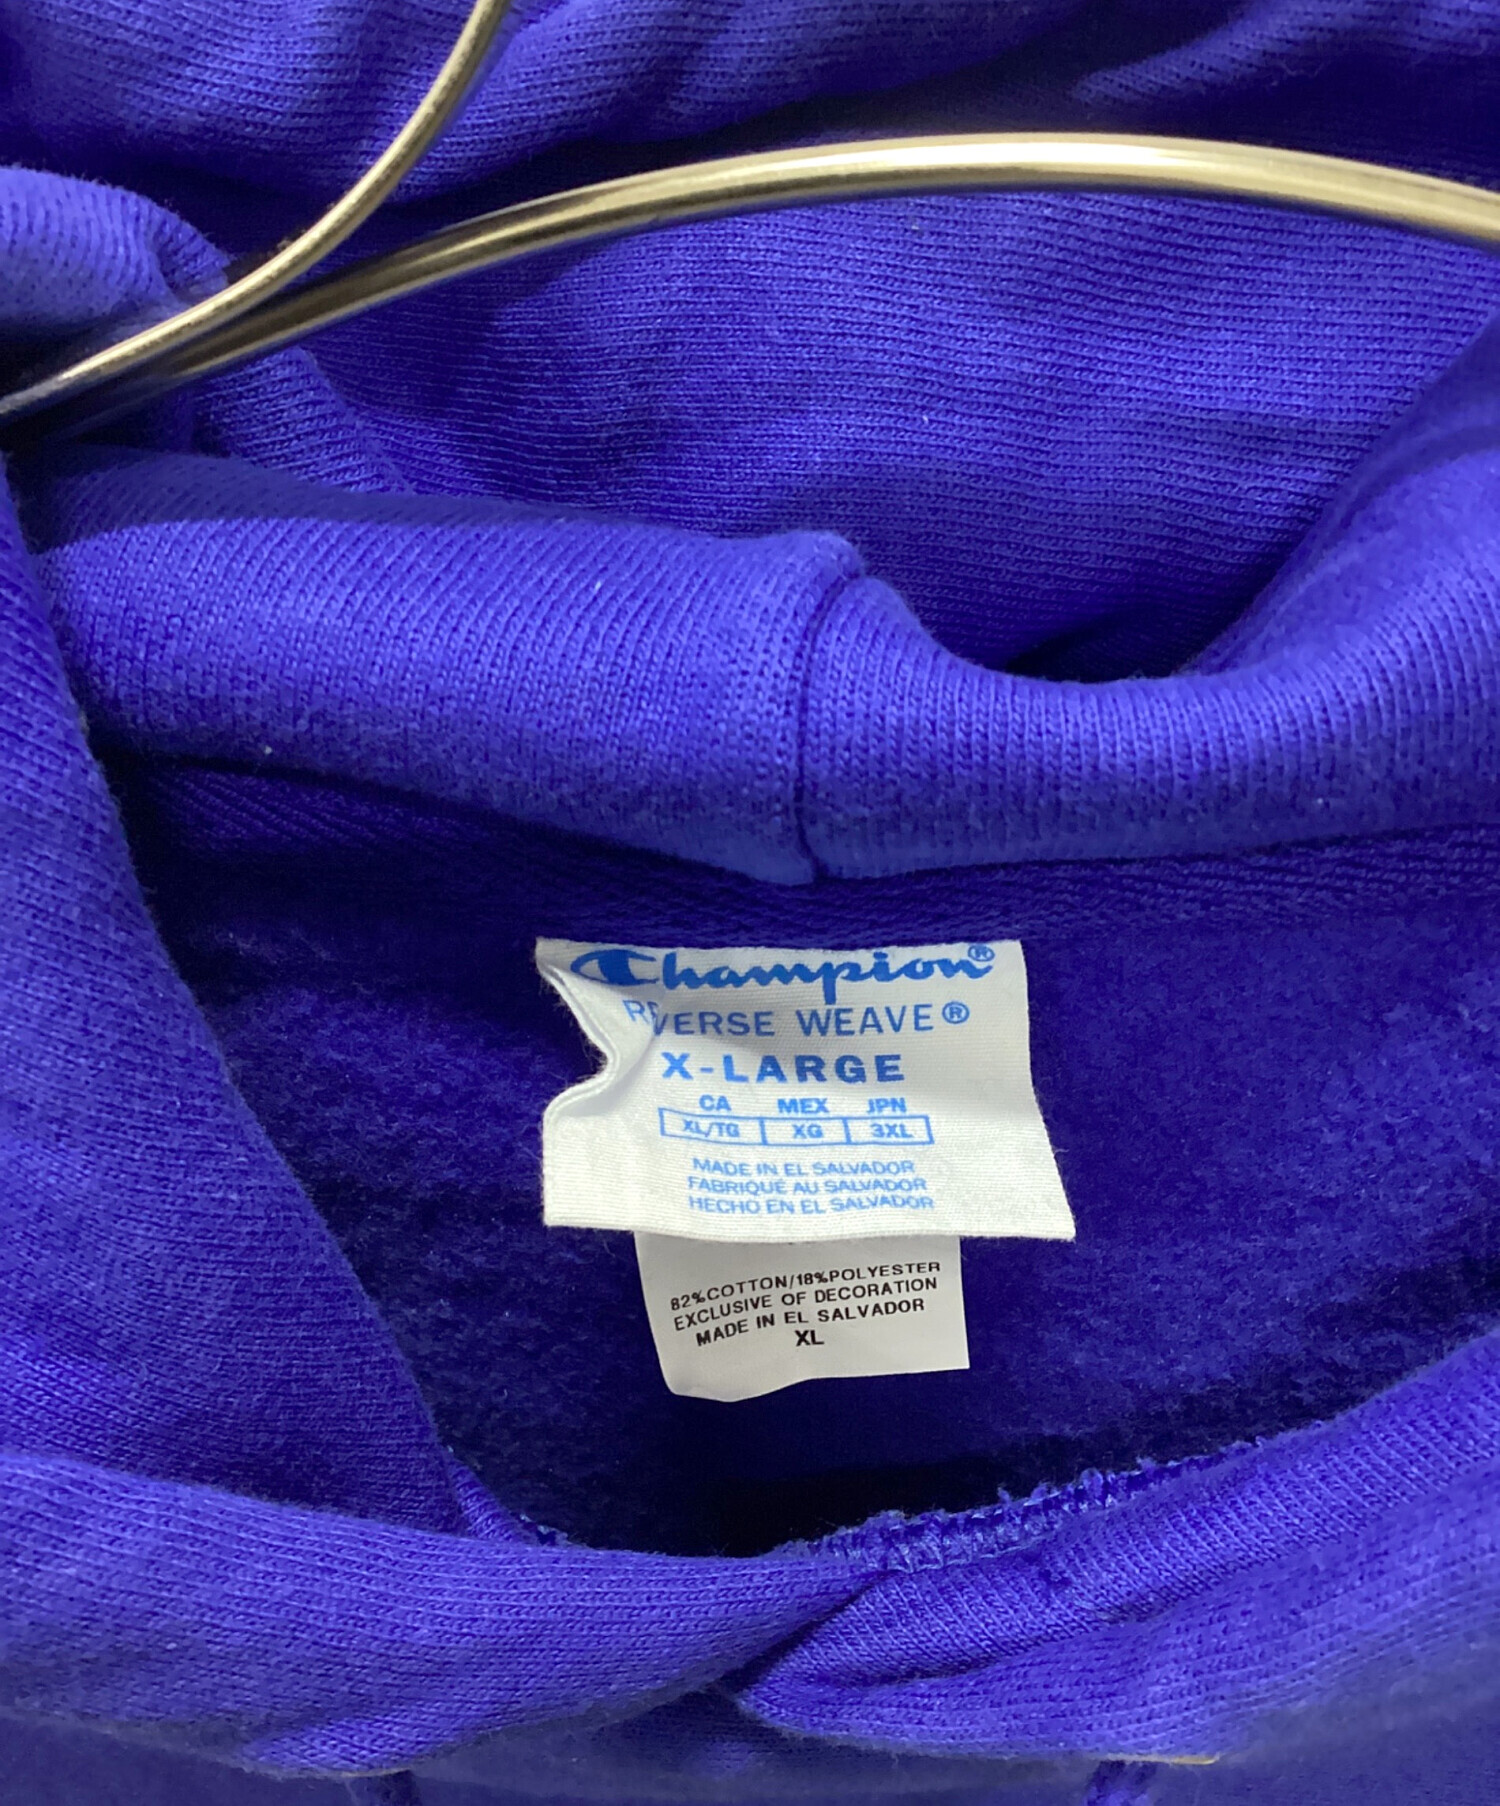 Champion®
REVERSE WEAVE®
X-LARGE
CA MEX JPN
XL/TG XG 3XL
MADE IN EL SALVADOR
FABRIQUÉ AU SALVADOR
HECHO EN EL SALVADOR
82%COTTON/18%POLYESTER
EXCLUSIVE OF DECORATION
MADE IN EL SALVADOR
XL